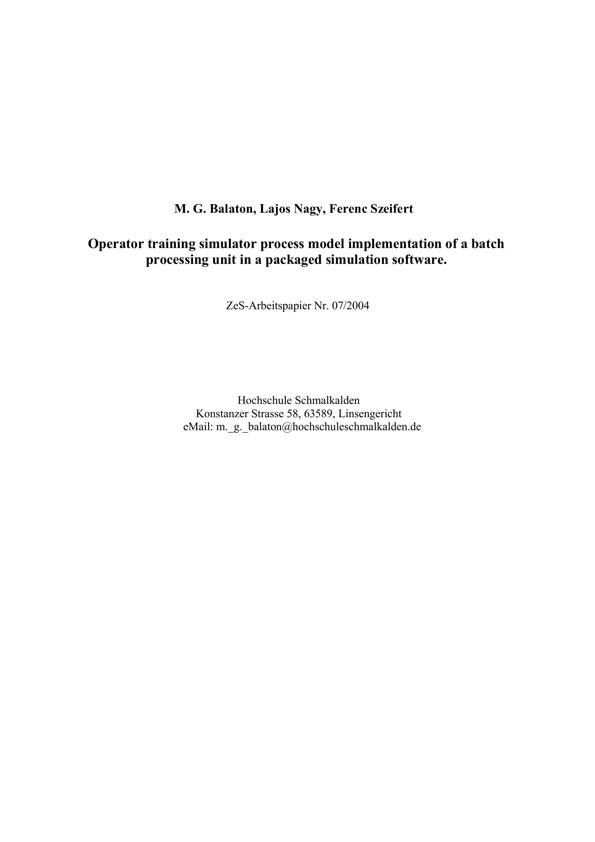 M. G. Balaton, Lajos Nagy, Ferenc Szeifert
Operator training simulator process model implementation of a batch
processing unit in a packaged simulation software.
ZeS-Arbeitspapier Nr. 07/2004
Hochschule Schmalkalden
Konstanzer Strasse 58, 63589, Linsengericht
eMail: m._g._balaton@hochschuleschmalkalden.de